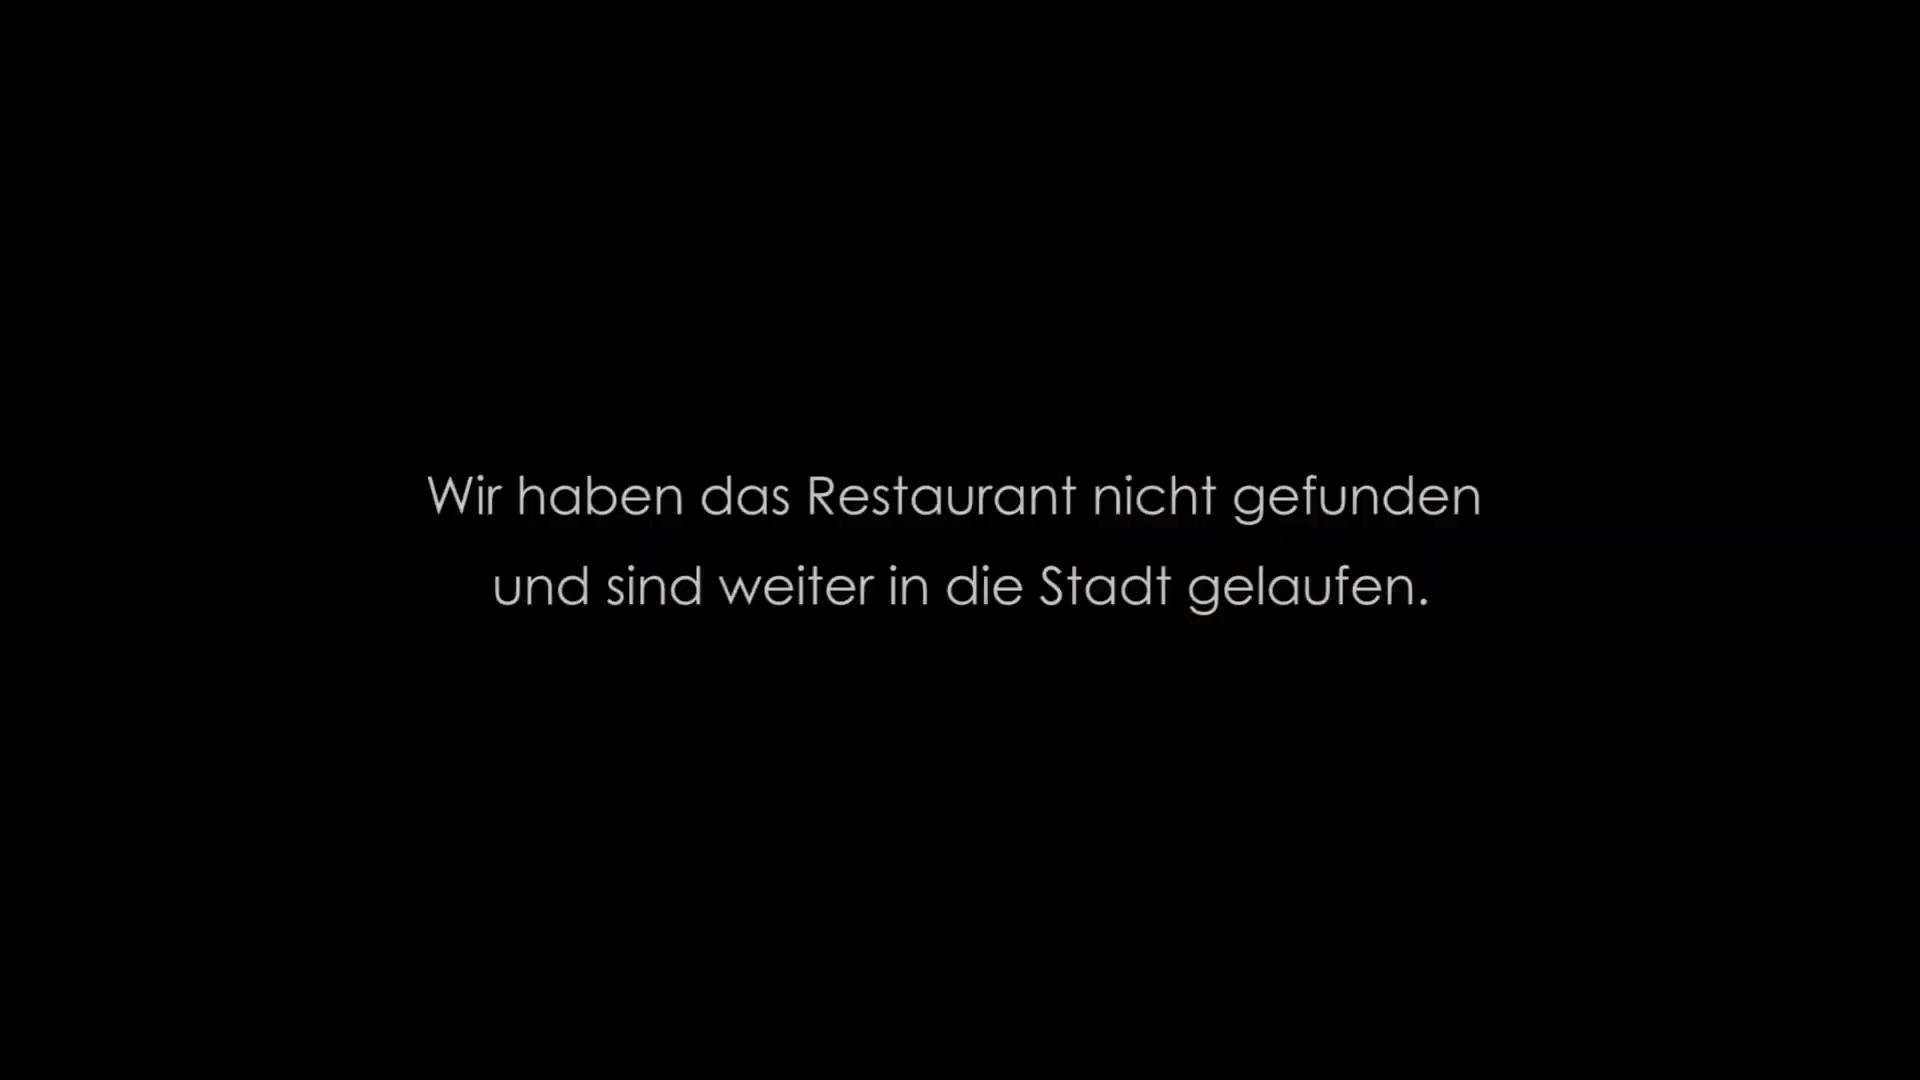 Wir haben das Restaurant nicht gefunden
und sind weiter in die Stadt gelaufen.